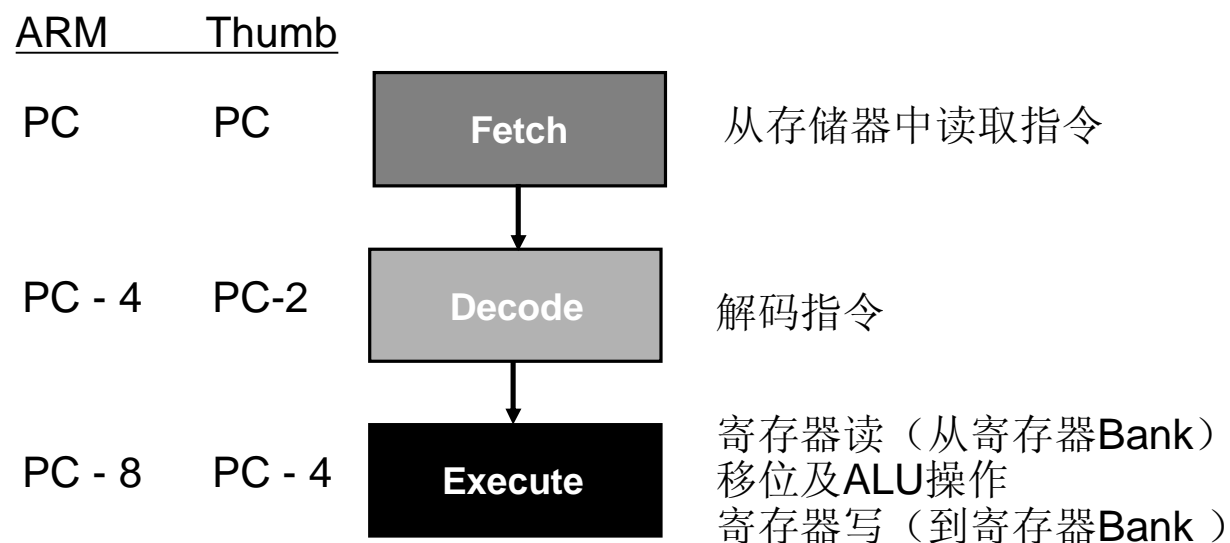 ARM Thumb
PC PC Fetch 从存储器中读取指令
PC - 4 PC-2 Decode 解码指令
PC - 8 PC - 4 Execute
寄存器读（从寄存器Bank）
移位及ALU操作
寄存器写（到寄存器Bank ）